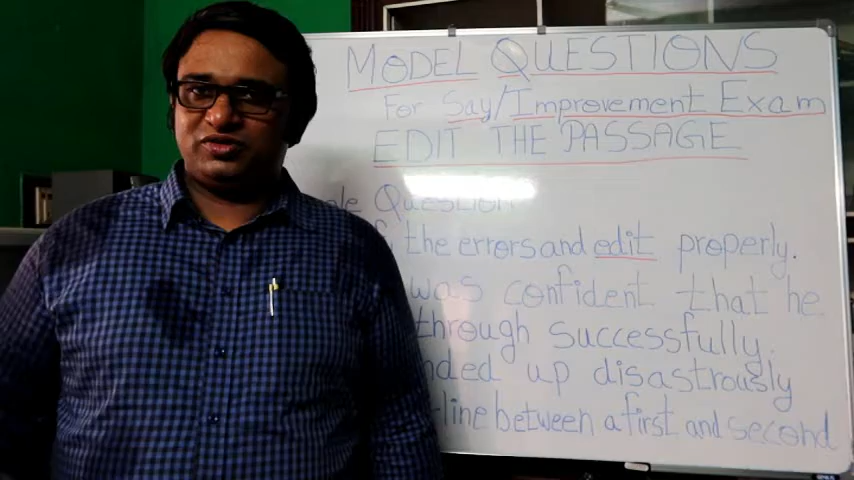 MODEL QUESTIONS
For Say/Improvement Exam
EDIT THE PASSAGE
Question
the errors and edit properly.
was confident that he
through successfully.
up disastrously
line between a first and second